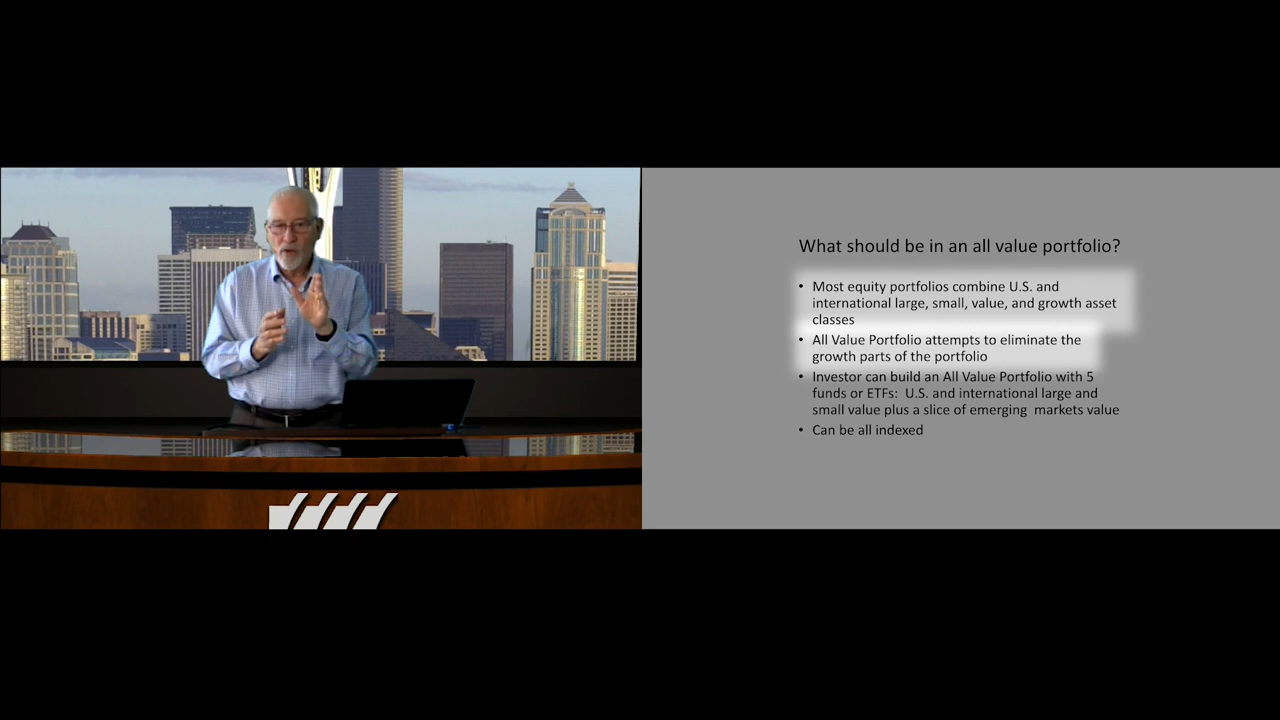 What should be in an all value portfolio?
• Most equity portfolios combine U.S. and
international large, small, value, and growth asset
classes
• All Value Portfolio attempts to eliminate the
growth parts of the portfolio
• Investor can build an All Value Portfolio with 5
funds or ETFs:  U.S. and international large and
small value plus a slice of emerging  markets value
• Can be all indexed